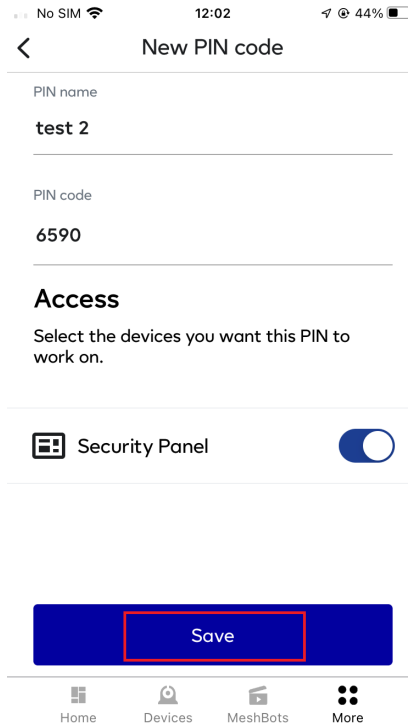 No SIM 12:02 44%
New PIN code
PIN name
test 2
PIN code
6590
Access
Select the devices you want this PIN to
work on.
Security Panel
Save
Home Devices MeshBots More